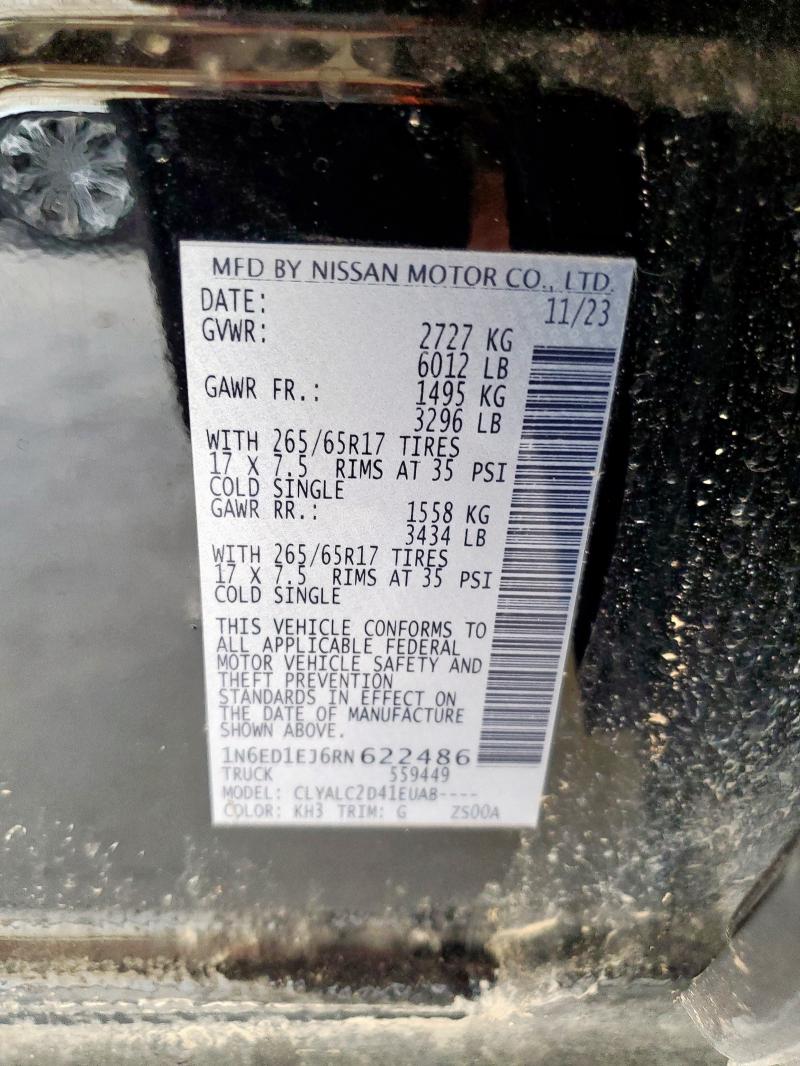 MFD BY NISSAN MOTOR CO., LTD.
DATE: 11/23
GVWR: 2727 KG
6012 LB
GAWR FR.: 1495 KG
3296 LB
WITH 265/65R17 TIRES
17 X 7.5 RIMS AT 35 PSI
COLD SINGLE
GAWR RR.: 1558 KG
3434 LB
WITH 265/65R17 TIRES
17 X 7.5 RIMS AT 35 PSI
COLD SINGLE
THIS VEHICLE CONFORMS TO
ALL APPLICABLE FEDERAL
MOTOR VEHICLE SAFETY AND
THEFT PREVENTION
STANDARDS IN EFFECT ON
THE DATE OF MANUFACTURE
SHOWN ABOVE.
1N6ED1EJ6RN622486
TRUCK 559449
MODEL: CLYALC2D41EUA8----
COLOR: KH3 TRIM: G ZS00A